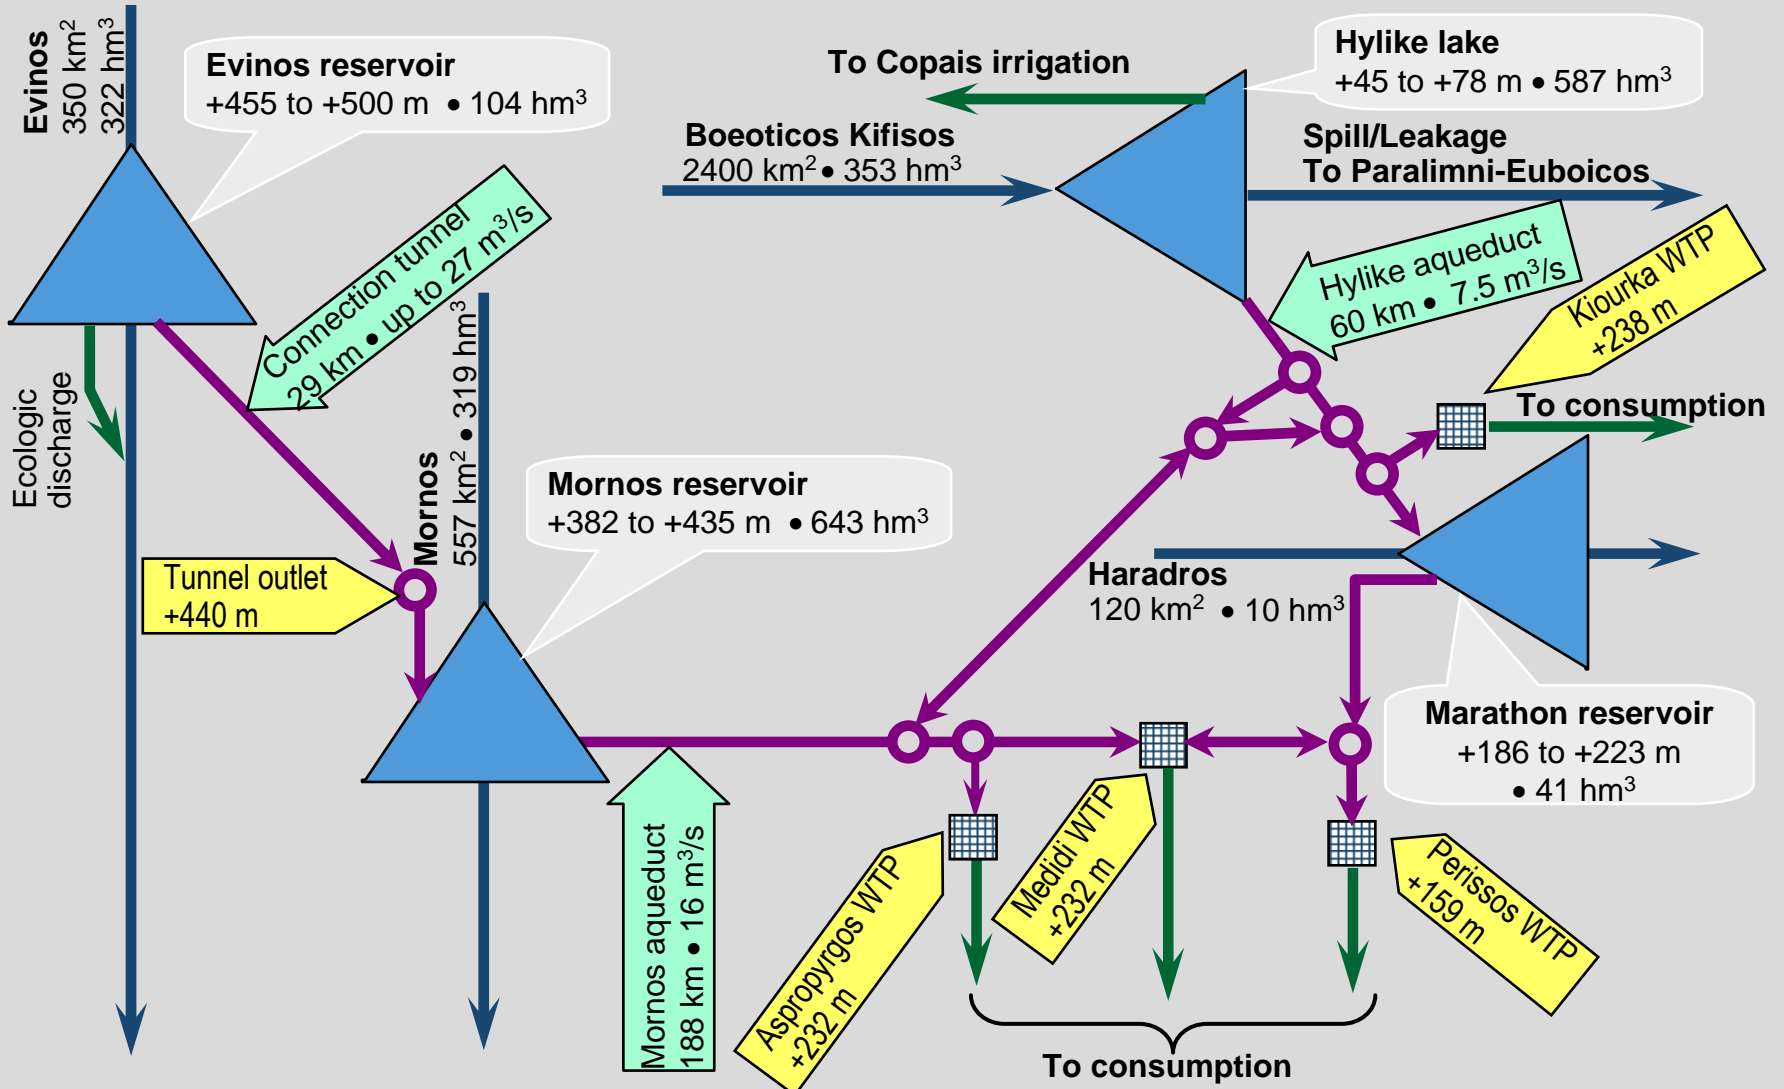 Evinos
350 km²
322 hm³
Evinos reservoir
+455 to +500 m • 104 hm³
To Copais irrigation
Hylike lake
+45 to +78 m • 587 hm³
Boeoticos Kifisos
2400 km² • 353 hm³
Spill/Leakage
To Paralimni-Euboicos
Connection tunnel
29 km • up to 27 m³/s
Hylike aqueduct
60 km • 7.5 m³/s
Kiourka WTP
+238 m
To consumption
Ecologic
discharge
Mornos
557 km² • 319 hm³
Mornos reservoir
+382 to +435 m • 643 hm³
Tunnel outlet
+440 m
Haradros
120 km² • 10 hm³
Marathon reservoir
+186 to +223 m
• 41 hm³
Mornos aqueduct
188 km • 16 m³/s
Aspropyrgos WTP
+232 m
Medidi WTP
+232 m
Perissos WTP
+159 m
To consumption